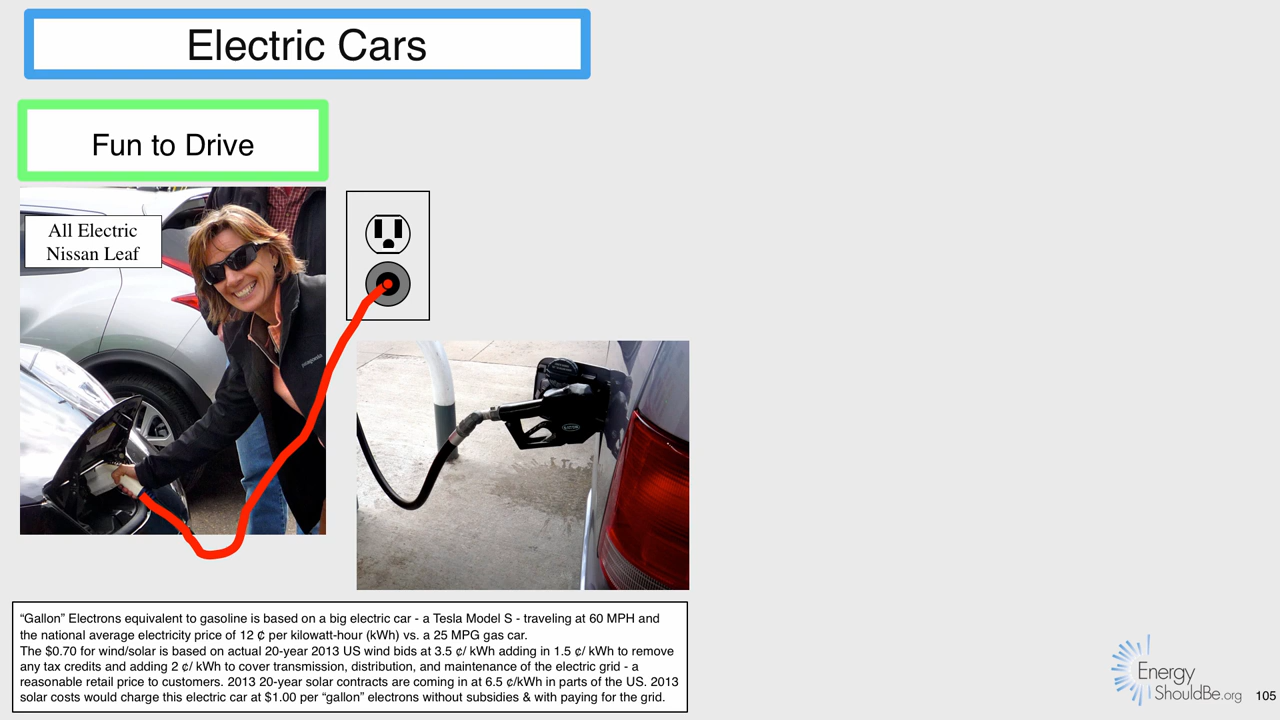 Electric Cars
Fun to Drive
All Electric
Nissan Leaf
“Gallon” Electrons equivalent to gasoline is based on a big electric car - a Tesla Model S - traveling at 60 MPH and
the national average electricity price of 12 ¢ per kilowatt-hour (kWh) vs. a 25 MPG gas car.
The $0.70 for wind/solar is based on actual 20-year 2013 US wind bids at 3.5 ¢/ kWh adding in 1.5 ¢/ kWh to remove
any tax credits and adding 2 ¢/ kWh to cover transmission, distribution, and maintenance of the electric grid - a
reasonable retail price to customers. 2013 20-year solar contracts are coming in at 6.5 ¢/kWh in parts of the US. 2013
solar costs would charge this electric car at $1.00 per “gallon” electrons without subsidies & with paying for the grid.
Energy
ShouldBe.org
105